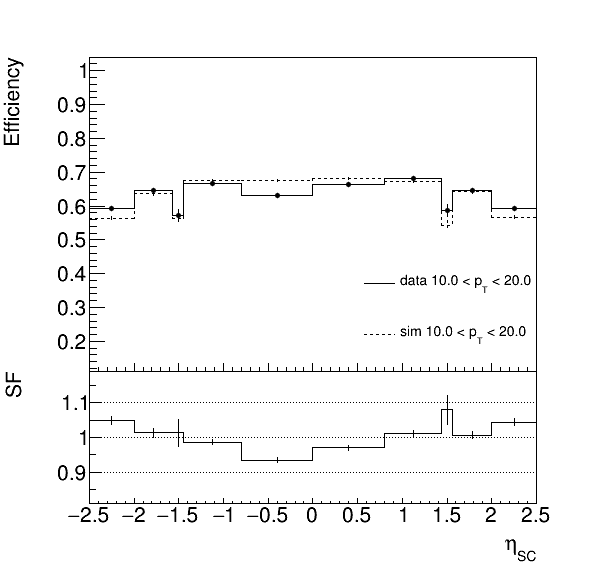 Efficiency
1
0.9
0.8
0.7
0.6
0.5
0.4
0.3
0.2
data 10.0 < p_T < 20.0
sim 10.0 < p_T < 20.0
SF
1.1
1
0.9
−2.5 −2 −1.5 −1 −0.5 0 0.5 1 1.5 2 2.5
η_SC